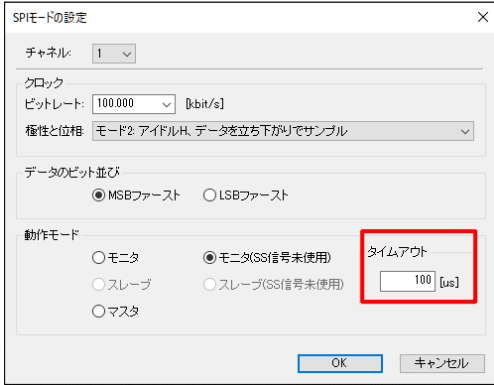 SPIモードの設定
チャネル: 1
クロック
ビットレート: 100.000 [kbit/s]
極性と位相: モード2: アイドルH、データを立ち下がりでサンプル
データのビット並び
MSBファースト LSBファースト
動作モード
モニタ モニタ(SS信号未使用)
スレーブ スレーブ(SS信号未使用)
マスタ
タイムアウト
100 [us]
OK キャンセル